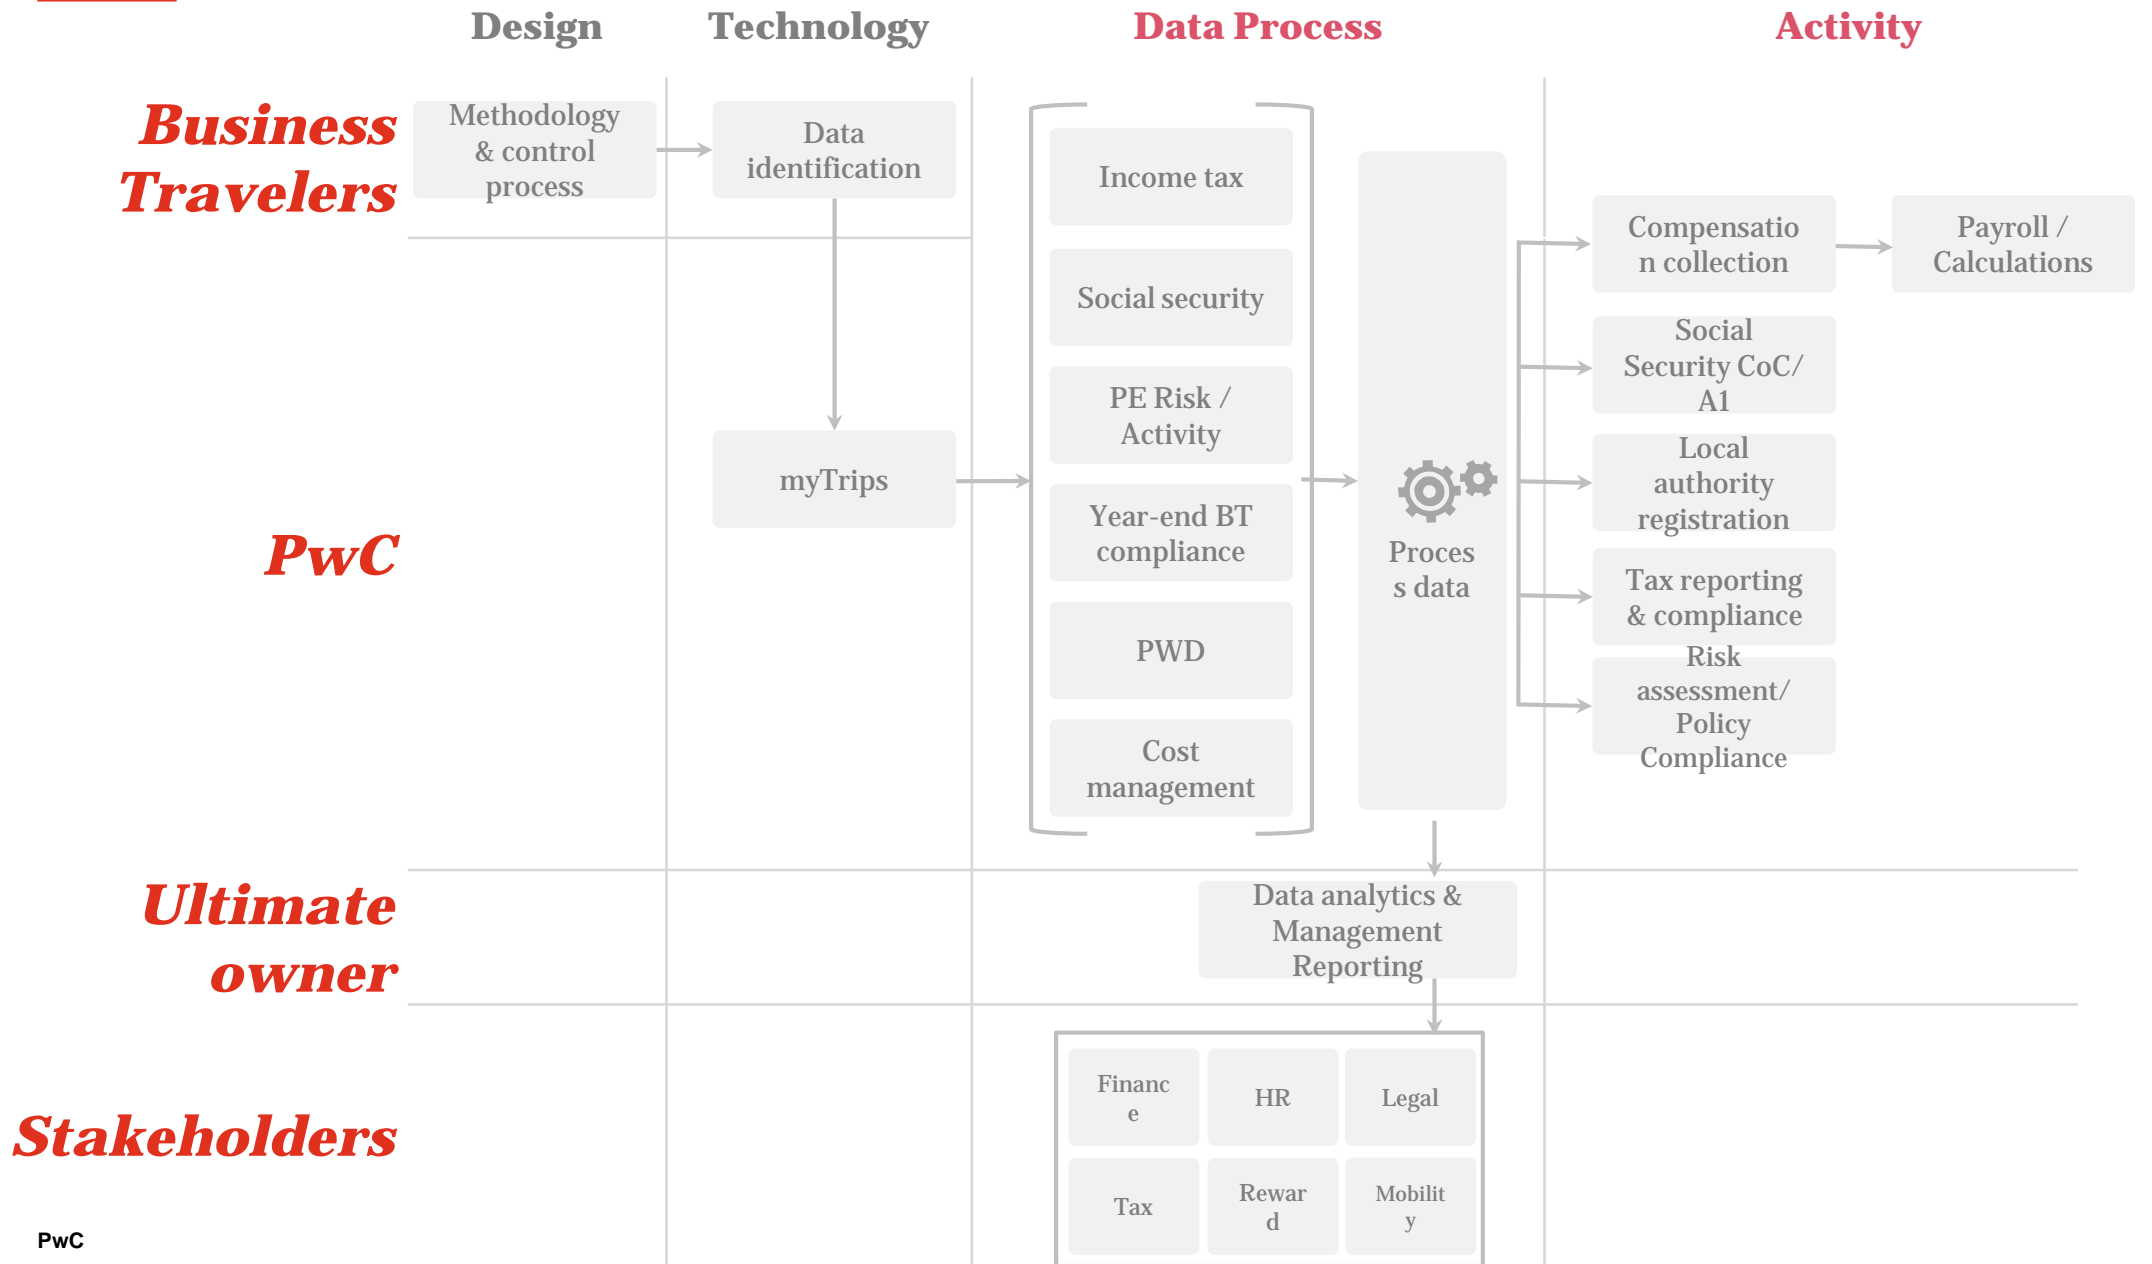 Design
Technology
Data Process
Activity
Business
Travelers
Methodology
& control
process
Data
identification
Income tax
Social security
PE Risk /
Activity
Year-end BT
compliance
PWD
Cost
management
Proces
s data
Compensatio
n collection
Payroll /
Calculations
Social
Security CoC/
A1
Local
authority
registration
Tax reporting
& compliance
Risk
assessment/
Policy
Compliance
PwC
myTrips
Ultimate
owner
Data analytics &
Management
Reporting
Stakeholders
Financ
e
HR
Legal
Tax
Rewar
d
Mobilit
y
PwC